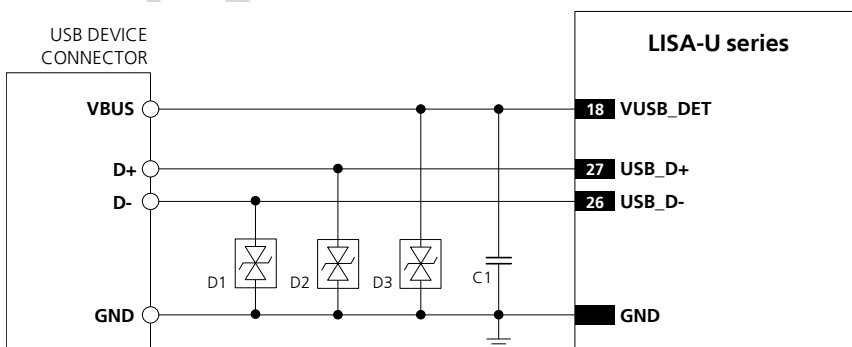 USB DEVICE
CONNECTOR
LISA-U series
VBUS
18 VUSB_DET
D+
27 USB_D+
D-
26 USB_D-
D1
D2
D3
C1
GND
GND